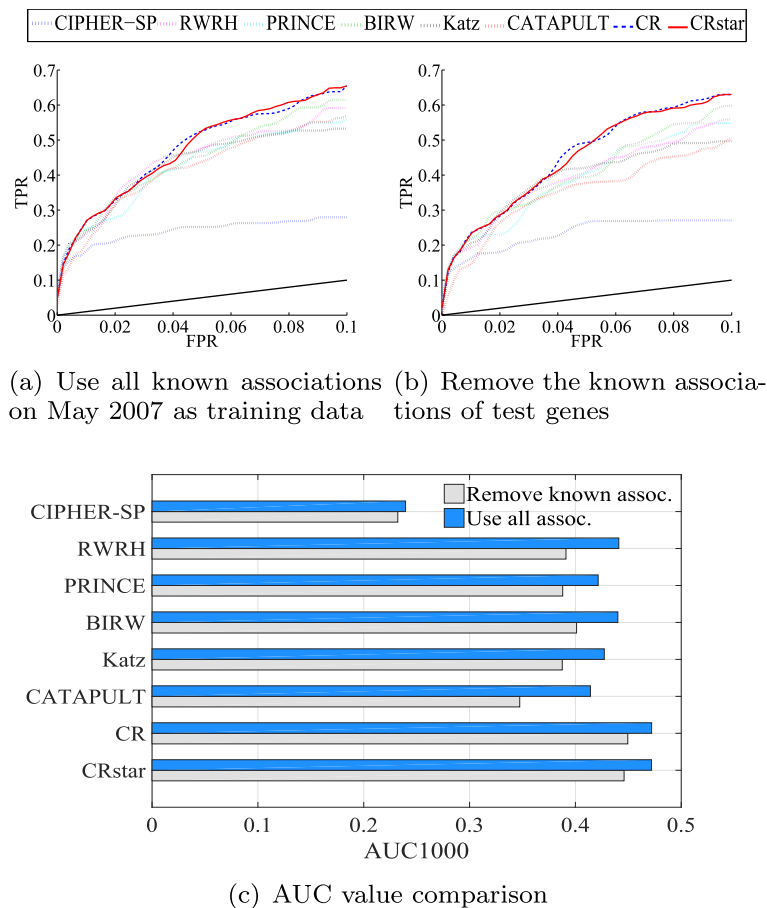 CIPHER−SP RWRH PRINCE BIRW Katz CATAPULT CR CRstar
0.7
0.6
0.5
0.4
0.3
0.2
0.1
0
TPR
0 0.02 0.04 0.06 0.08 0.1
FPR
0.7
0.6
0.5
0.4
0.3
0.2
0.1
0
TPR
0 0.02 0.04 0.06 0.08 0.1
FPR
(a) Use all known associations
on May 2007 as training data
(b) Remove the known associa-
tions of test genes
Remove known assoc.
Use all assoc.
CIPHER-SP
RWRH
PRINCE
BIRW
Katz
CATAPULT
CR
CRstar
0 0.1 0.2 0.3 0.4 0.5
AUC1000
(c) AUC value comparison